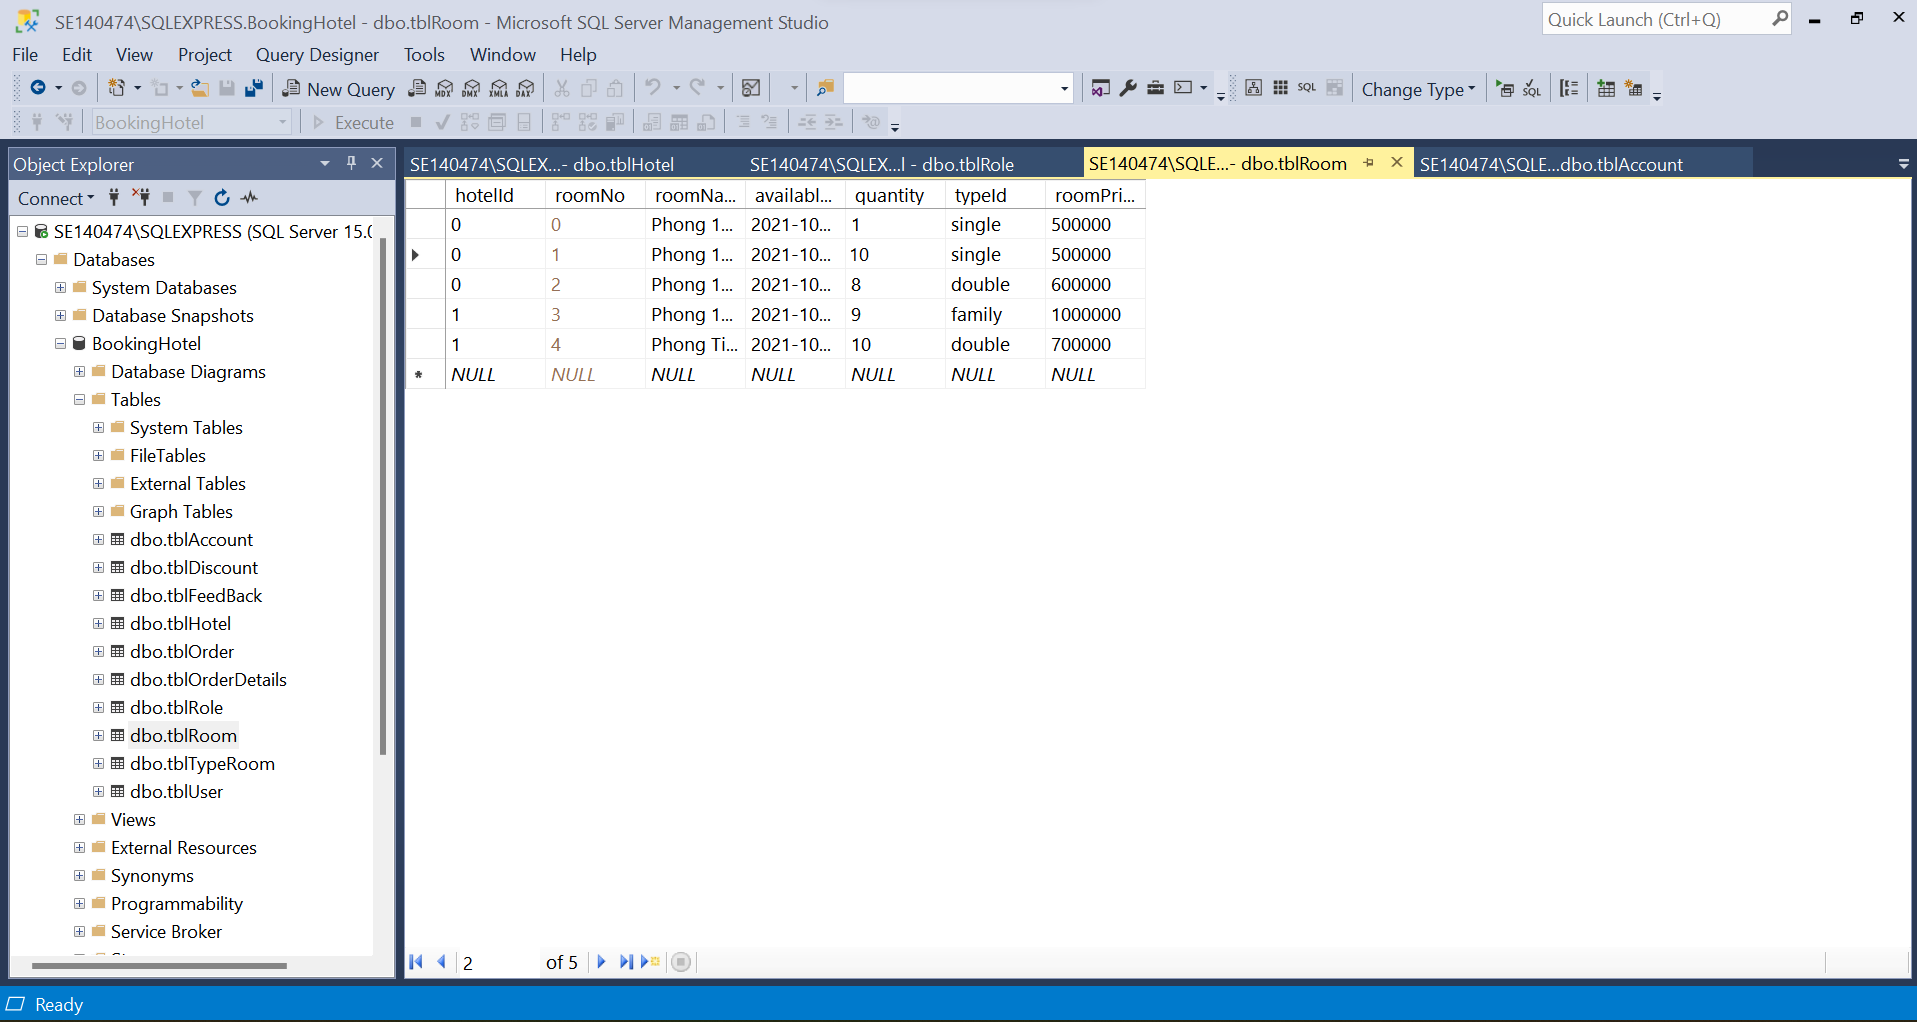 SE140474\SQLEXPRESS.BookingHotel - dbo.tblRoom - Microsoft SQL Server Management Studio
Quick Launch (Ctrl+Q)
File Edit View Project Query Designer Tools Window Help
New Query MDX DMX XMLA DAX SQL Change Type SQL
BookingHotel Execute
Object Explorer
SE140474\SQLEX...- dbo.tblHotel SE140474\SQLEX...l - dbo.tblRole SE140474\SQLE...- dbo.tblRoom SE140474\SQLE...dbo.tblAccount
Connect
SE140474\SQLEXPRESS (SQL Server 15.0
Databases
System Databases
Database Snapshots
BookingHotel
Database Diagrams
Tables
System Tables
FileTables
External Tables
Graph Tables
dbo.tblAccount
dbo.tblDiscount
dbo.tblFeedBack
dbo.tblHotel
dbo.tblOrder
dbo.tblOrderDetails
dbo.tblRole
dbo.tblRoom
dbo.tblTypeRoom
dbo.tblUser
Views
External Resources
Synonyms
Programmability
Service Broker
hotelId roomNo roomNa... availabl... quantity typeId roomPri...
0 0 Phong 1... 2021-10... 1 single 500000
0 1 Phong 1... 2021-10... 10 single 500000
0 2 Phong 1... 2021-10... 8 double 600000
1 3 Phong 1... 2021-10... 9 family 1000000
1 4 Phong Ti... 2021-10... 10 double 700000
* NULL NULL NULL NULL NULL NULL NULL
2 of 5
Ready